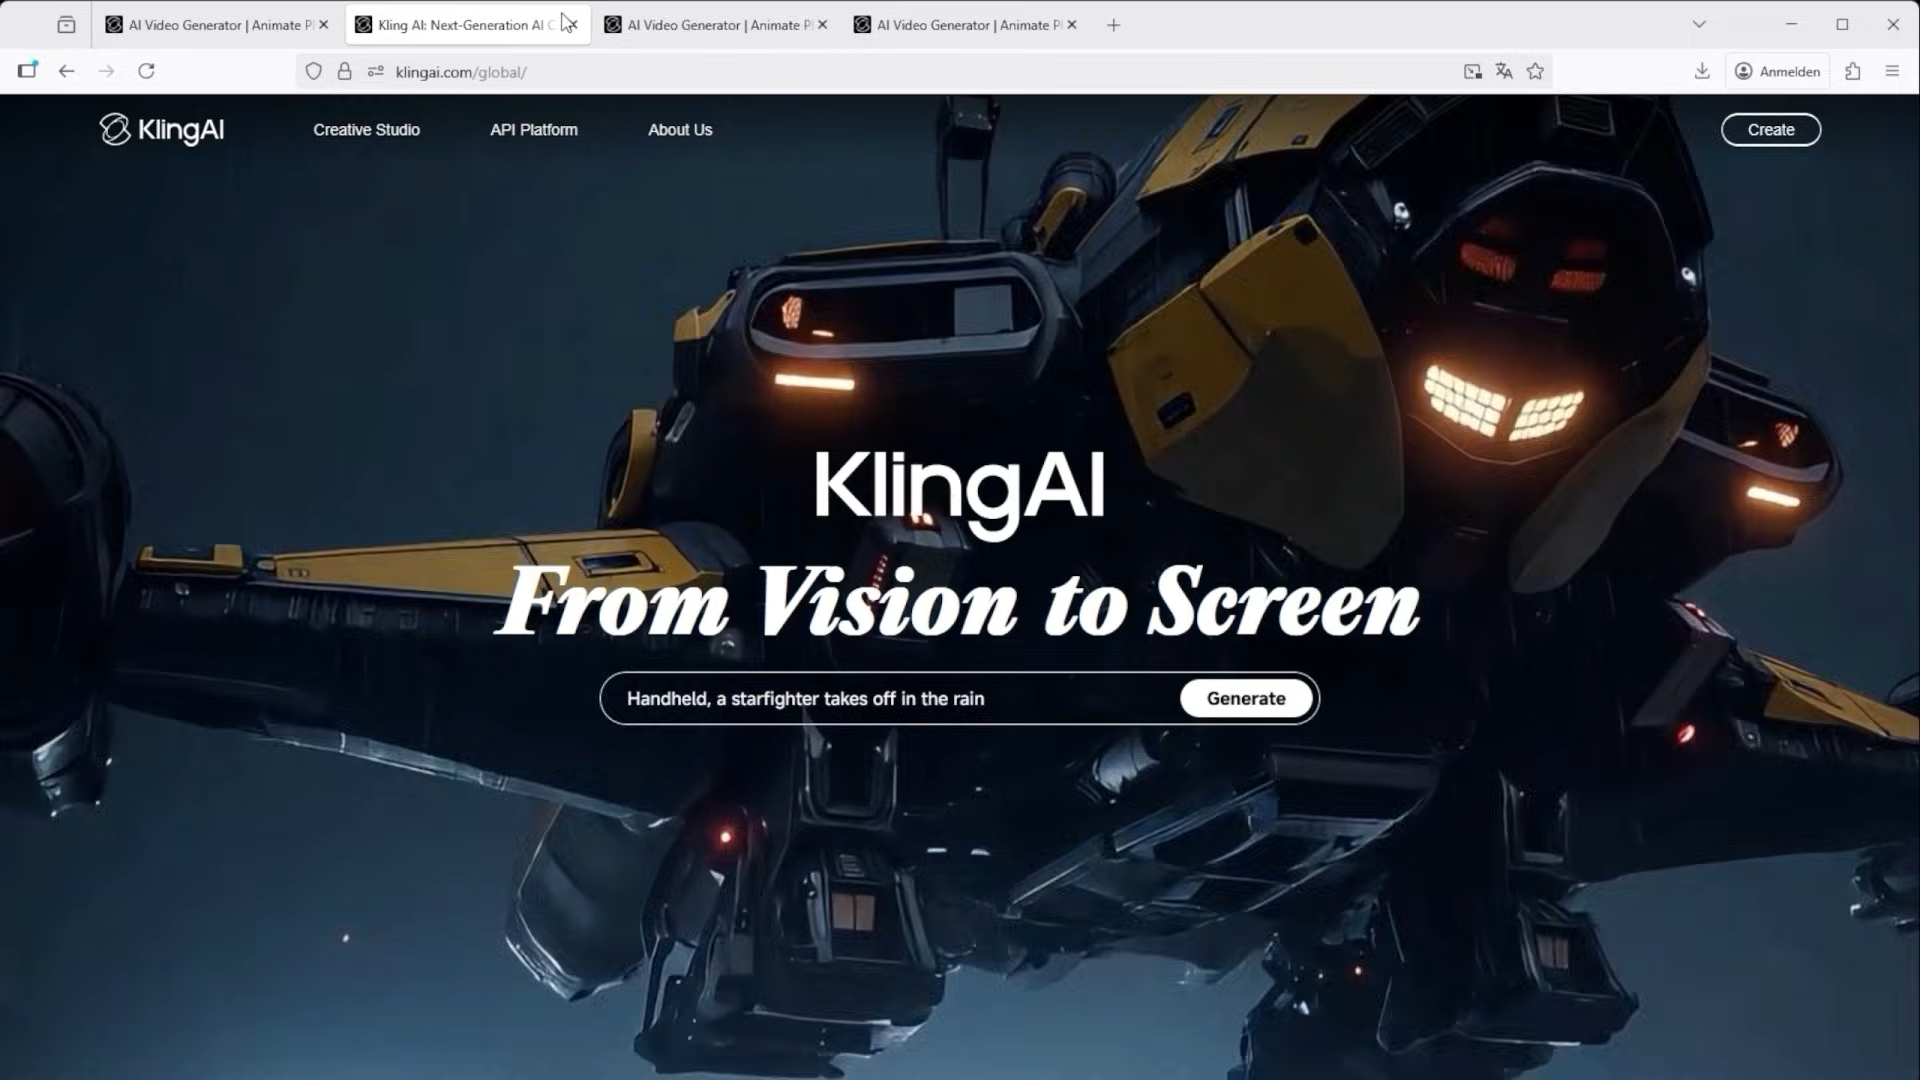 AI Video Generator | Animate P
Kling AI: Next-Generation AI C
AI Video Generator | Animate P
AI Video Generator | Animate P
klingai.com/global/
Anmelden
KlingAI
Creative Studio
API Platform
About Us
Create
KlingAI
From Vision to Screen
Handheld, a starfighter takes off in the rain
Generate